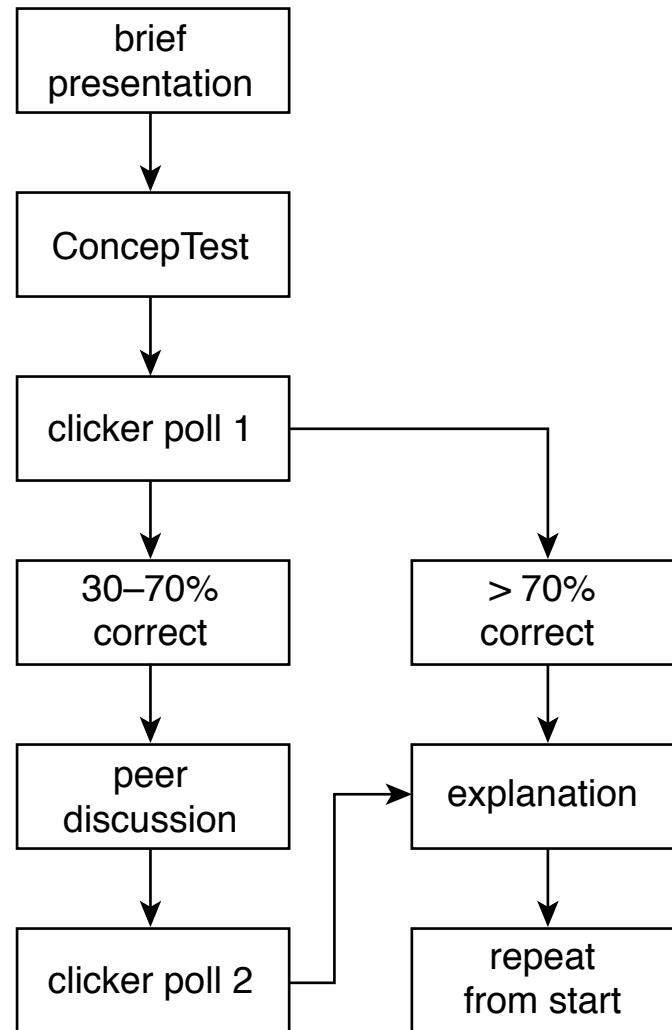 brief
presentation
ConcepTest
clicker poll 1
30–70%
correct
> 70%
correct
peer
discussion
explanation
clicker poll 2
repeat
from start